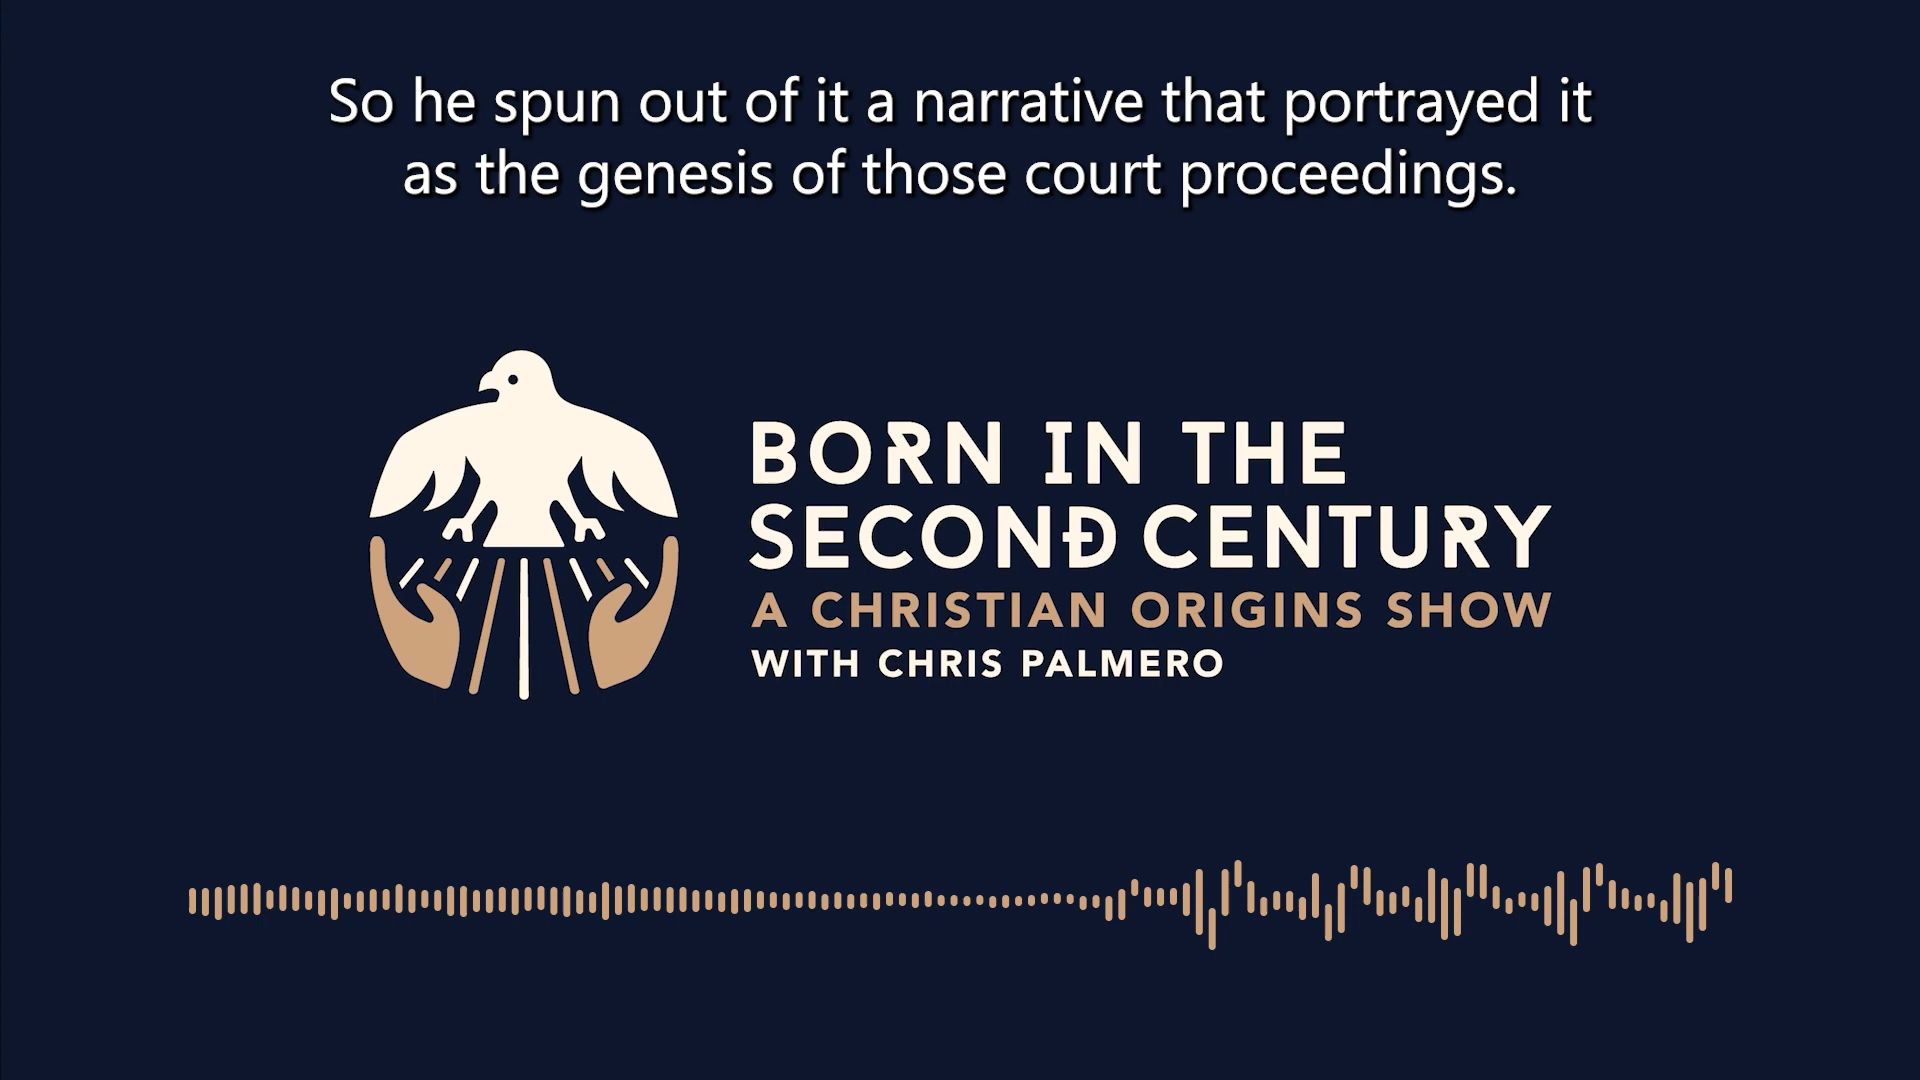 So he spun out of it a narrative that portrayed it
as the genesis of those court proceedings.
BORN IN THE
SECOND CENTURY
A CHRISTIAN ORIGINS SHOW
WITH CHRIS PALMERO